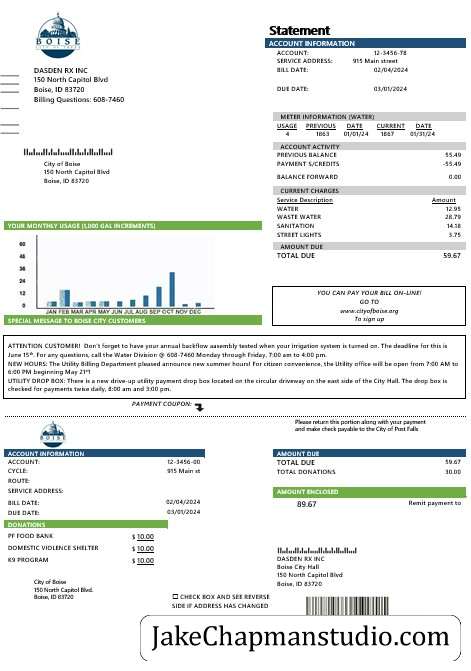 BOISE
Statement
ACCOUNT INFORMATION
ACCOUNT: 12-3456-78
SERVICE ADDRESS: 915 Main street
BILL DATE: 02/04/2024
DUE DATE: 03/01/2024
DASDEN RX INC
150 North Capitol Blvd
Boise, ID 83720
Billing Questions: 608-7460
METER INFORMATION (WATER)
USAGE PREVIOUS DATE CURRENT DATE
4 1863 01/01/24 1867 01/31/24
City of Boise
150 North Capitol Blvd
Boise, ID 83720
ACCOUNT ACTIVITY
PREVIOUS BALANCE 55.49
PAYMENT S/CREDITS -55.49
BALANCE FORWARD 0.00
CURRENT CHARGES
Service Description Amount
WATER 12.95
WASTE WATER 28.79
SANITATION 14.18
STREET LIGHTS 3.75
AMOUNT DUE
TOTAL DUE 59.67
YOUR MONTHLY USAGE (1,000 GAL INCREMENTS)
60
48
36
24
12
0
JAN FEB MAR APR MAY JUN JUL AUG SEP OCT NOV DEC
YOU CAN PAY YOUR BILL ON-LINE!
GO TO
www.cityofboise.org
To sign up
SPECIAL MESSAGE TO BOISE CITY CUSTOMERS
ATTENTION CUSTOMER! Don't forget to have your annual backflow assembly tested when your irrigation system is turned on. The deadline for this is
June 15th. For any questions, call the Water Division @ 608-7460 Monday through Friday, 7:00 am to 4:00 pm.
NEW HOURS: The Utility Billing Department pleased announce new summer hours! For citizen convenience, the Utility office will be open from 7:00 AM to
6:00 PM beginning May 21st!
UTILITY DROP BOX: There is a new drive-up utility payment drop box located on the circular driveway on the east side of the City Hall. The drop box is
checked for payments twice daily, 8:00 am and 3:00 pm.
PAYMENT COUPON:
BOISE
Please return this portion along with your payment
and make check payable to the City of Post Falls
ACCOUNT INFORMATION
ACCOUNT: 12-3456-00
CYCLE: 915 Main st
ROUTE:
SERVICE ADDRESS:
BILL DATE: 02/04/2024
DUE DATE: 03/01/2024
AMOUNT DUE
TOTAL DUE 59.67
TOTAL DONATIONS 30.00
AMOUNT ENCLOSED
89.67 Remit payment to
DONATIONS
PF FOOD BANK $ 10.00
DOMESTIC VIOLENCE SHELTER $ 10.00
K9 PROGRAM $ 10.00
DASDEN RX INC
Boise City Hall
150 North Capitol Blvd
Boise, ID 83720
City of Boise
150 North Capitol Blvd.
Boise, ID 83720
CHECK BOX AND SEE REVERSE
SIDE IF ADDRESS HAS CHANGED
JakeChapmanstudio.com